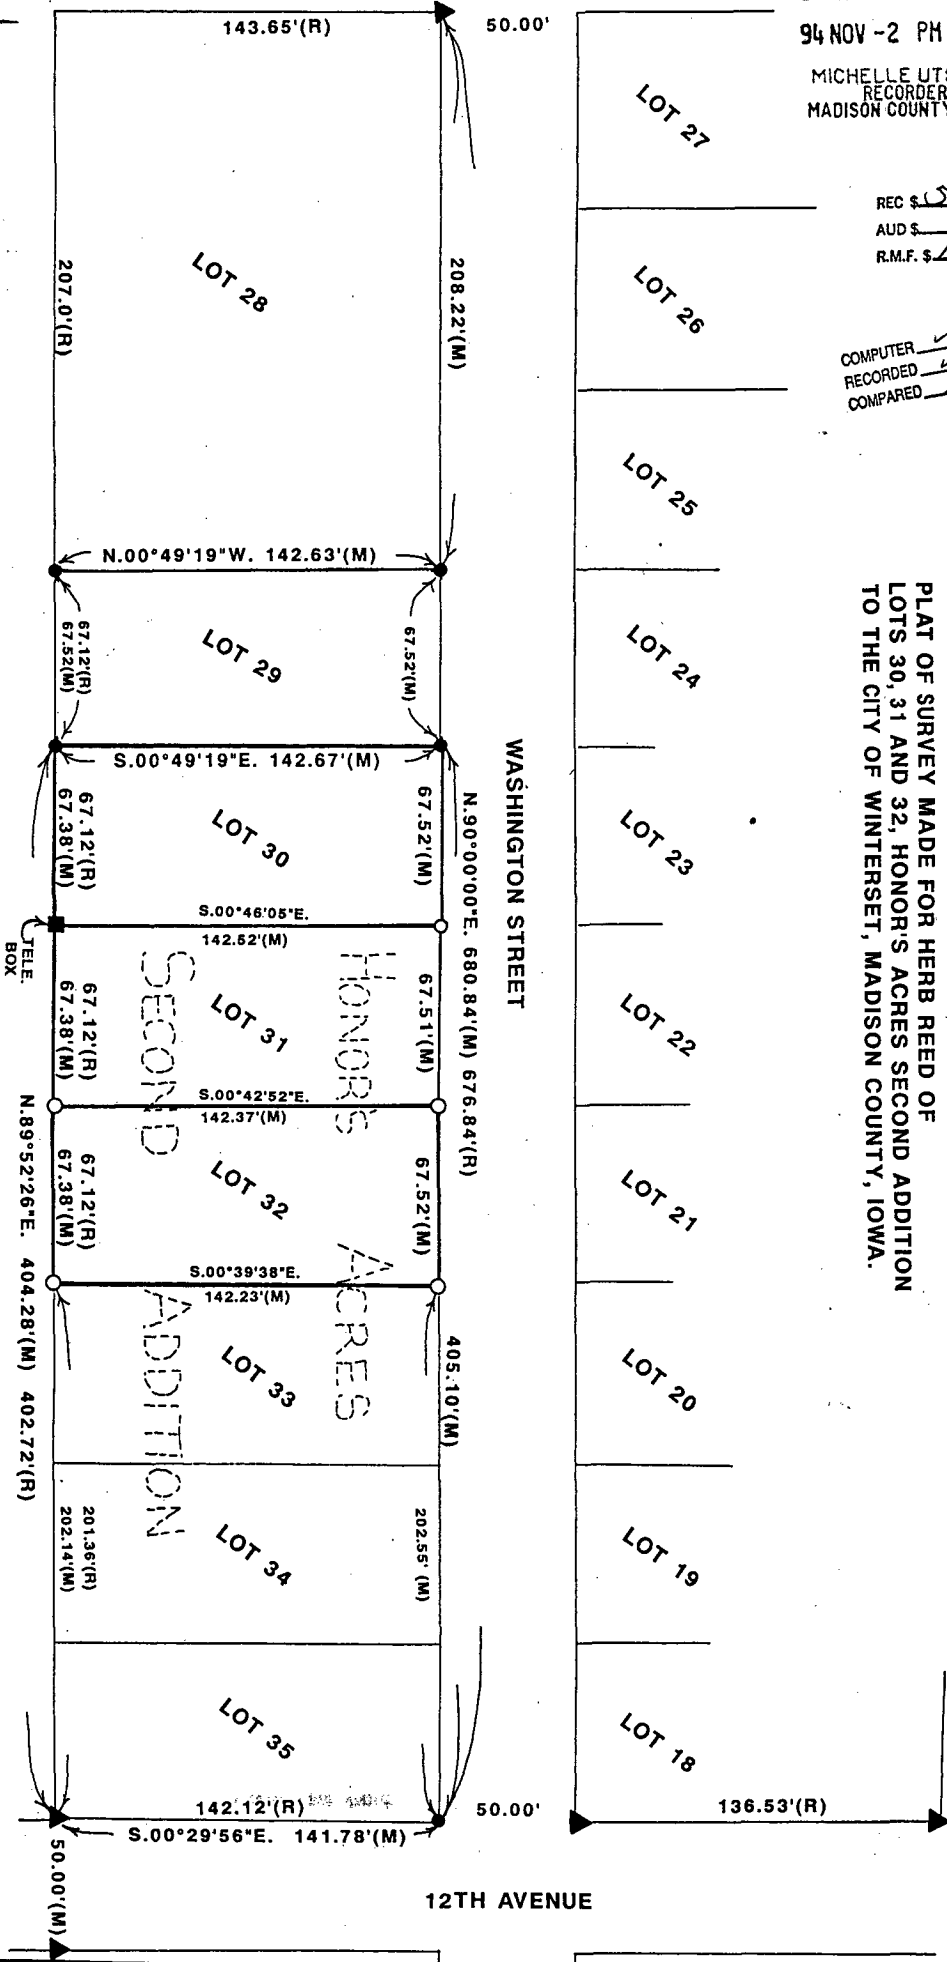 143.65'(R)
50.00'
94 NOV -2 PM
MICHELLE UTS
RECORDER
MADISON COUNTY
REC $
AUD $
R.M.F. $
COMPUTER
RECORDED
COMPARED
LOT 27
LOT 26
LOT 25
LOT 24
LOT 23
LOT 22
LOT 21
LOT 20
LOT 19
LOT 18
PLAT OF SURVEY MADE FOR HERB REED OF
LOTS 30, 31 AND 32, HONOR'S ACRES SECOND ADDITION
TO THE CITY OF WINTERSET, MADISON COUNTY, IOWA.
WASHINGTON STREET
N.90°00'00"E. 680.84'(M) 676.84'(R)
LOT 28
207.0'(R)
208.22'(M)
N.00°49'19"W. 142.63'(M)
LOT 29
67.12'(R)
67.52(M)
67.52'(M)
S.00°49'19"E. 142.67'(M)
LOT 30
67.12'(R)
67.38'(M)
67.52'(M)
S.00°46'05"E.
142.52'(M)
TELE.
BOX
LOT 31
67.12'(R)
67.38'(M)
67.51'(M)
HONOR'S ACRES
SECOND ADDITION
S.00°42'52"E.
142.37'(M)
LOT 32
67.12'(R)
67.38'(M)
67.52'(M)
S.00°39'38"E.
142.23'(M)
N.89°52'26"E. 404.28'(M) 402.72'(R)
405.10'(M)
LOT 33
LOT 34
201.36'(R)
202.14'(M)
202.55' (M)
LOT 35
142.12'(R)
S.00°29'56"E. 141.78'(M)
50.00'
136.53'(R)
50.00'(M)
12TH AVENUE